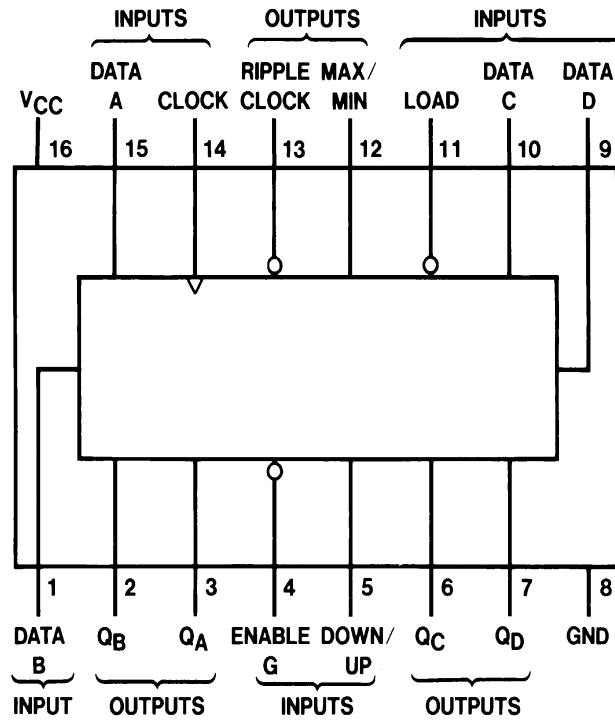 INPUTS OUTPUTS INPUTS
DATA RIPPLE MAX/ DATA DATA
VCC A CLOCK CLOCK MIN LOAD C D
16 15 14 13 12 11 10 9
1 2 3 4 5 6 7 8
DATA QB QA ENABLE DOWN/ QC QD GND
B G UP
INPUT OUTPUTS INPUTS OUTPUTS